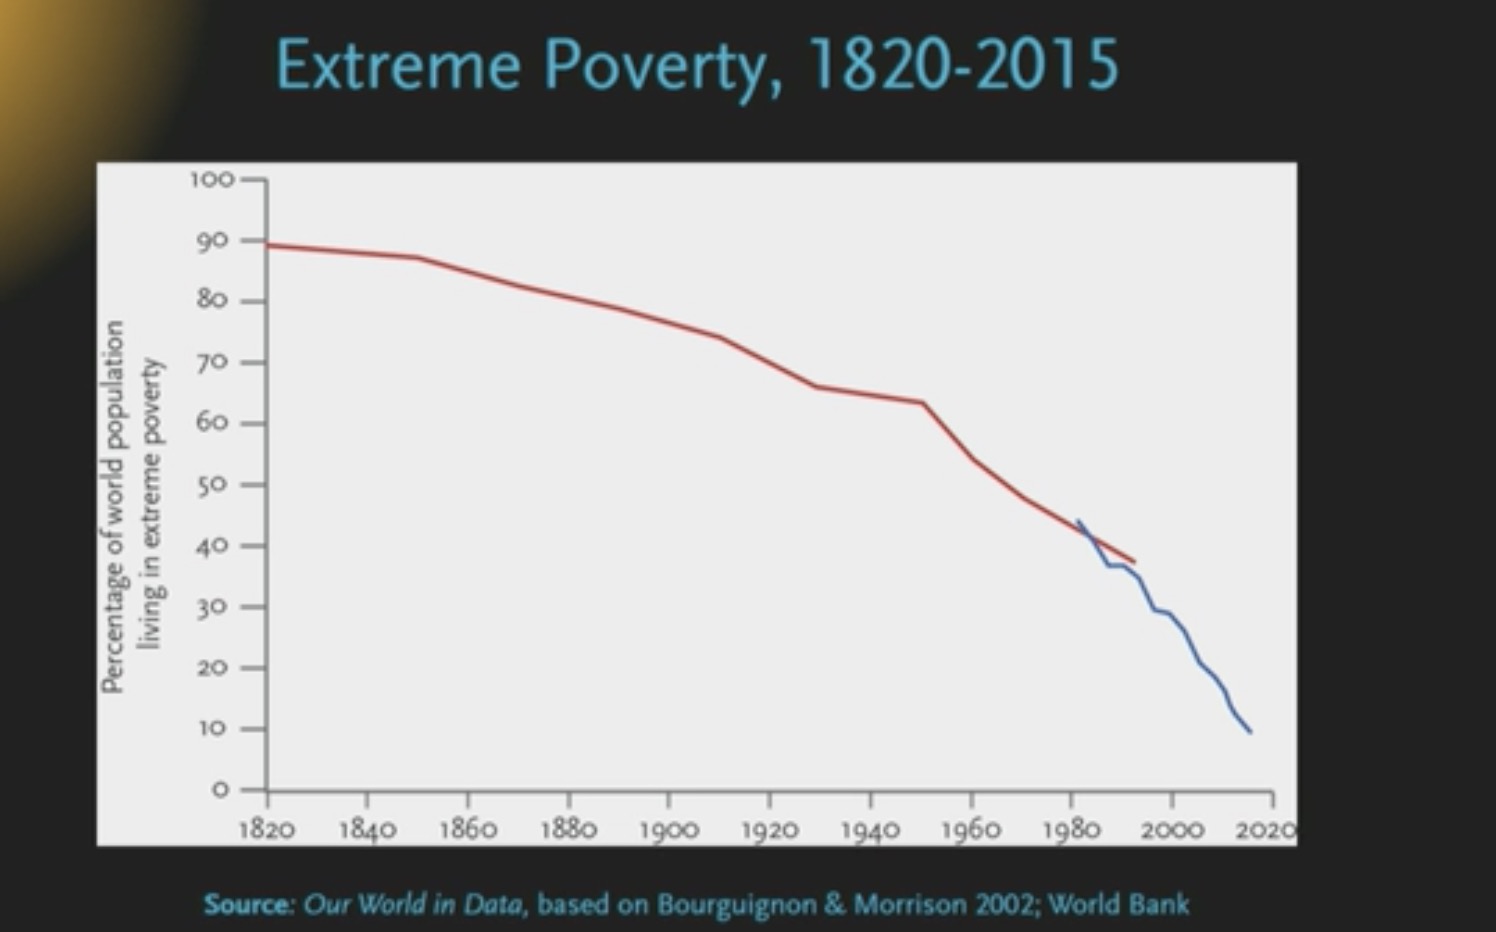 Extreme Poverty, 1820-2015
Percentage of world population
living in extreme poverty
100
90
80
70
60
50
40
30
20
10
0
1820 1840 1860 1880 1900 1920 1940 1960 1980 2000 2020
Source: Our World in Data, based on Bourguignon & Morrison 2002; World Bank